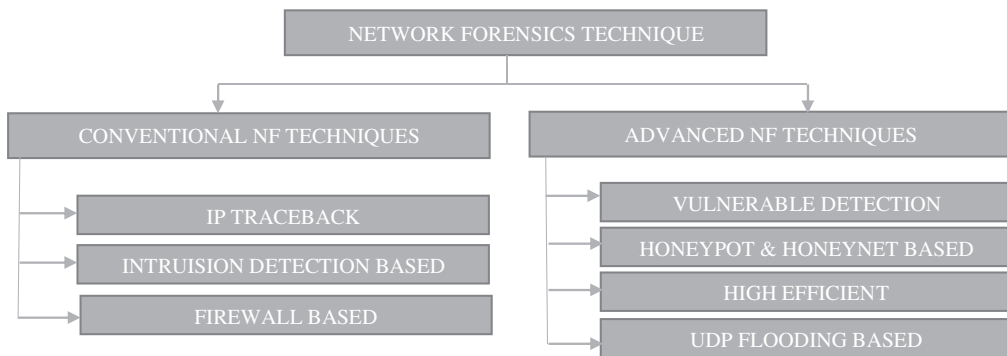 NETWORK FORENSICS TECHNIQUE
CONVENTIONAL NF TECHNIQUES
IP TRACEBACK
INTRUISION DETECTION BASED
FIREWALL BASED
ADVANCED NF TECHNIQUES
VULNERABLE DETECTION
HONEYPOT & HONEYNET BASED
HIGH EFFICIENT
UDP FLOODING BASED